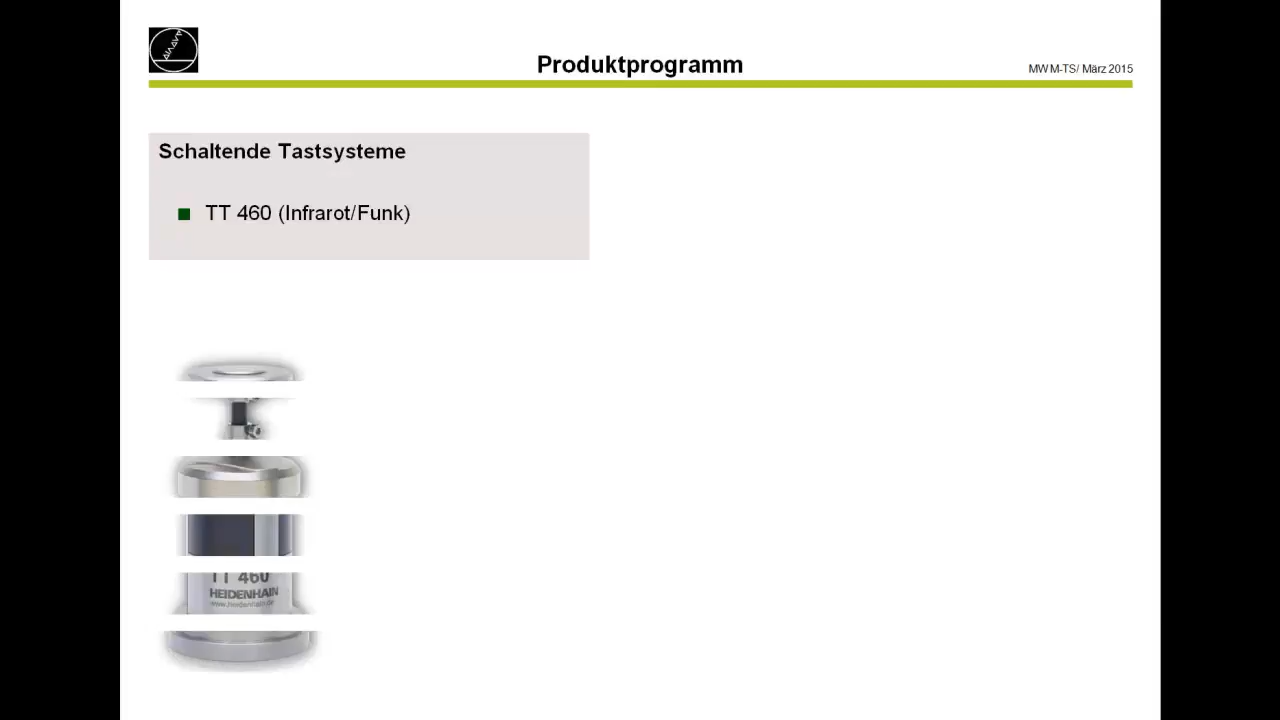 Produktprogramm
MWM-TS/ März 2015
Schaltende Tastsysteme
TT 460 (Infrarot/Funk)
TT 460
HEIDENHAIN
www.heidenhain.de